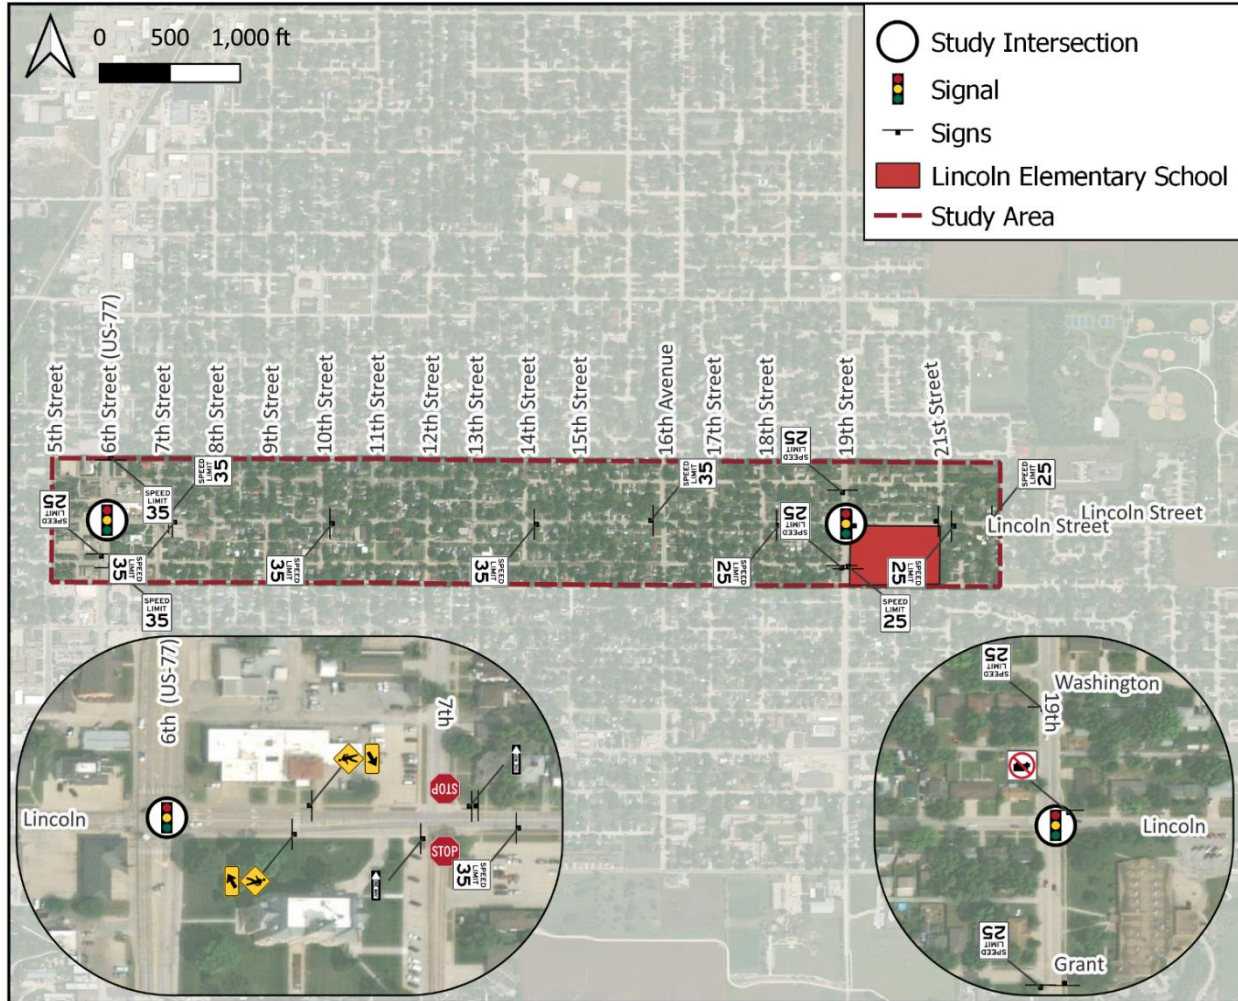 0 500 1,000 ft
Study Intersection
Signal
Signs
Lincoln Elementary School
Study Area
5th Street
6th Street (US-77)
7th Street
8th Street
9th Street
10th Street
11th Street
12th Street
13th Street
14th Street
15th Street
16th Avenue
17th Street
18th Street
19th Street
21st Street
SPEED
LIMIT
25
SPEED
LIMIT
35
SPEED
LIMIT
35
SPEED
LIMIT
35
SPEED
LIMIT
25
SPEED
LIMIT
25
SPEED
LIMIT
25
Lincoln Street
Lincoln Street
SPEED
LIMIT
35
SPEED
LIMIT
35
SPEED
LIMIT
35
SPEED
LIMIT
25
SPEED
LIMIT
25
SPEED
LIMIT
35
SPEED
LIMIT
25
6th (US-77)
7th
STOP
Lincoln
STOP
SPEED
LIMIT
35
SPEED
LIMIT
25
Washington
19th
Lincoln
SPEED
LIMIT
25
Grant